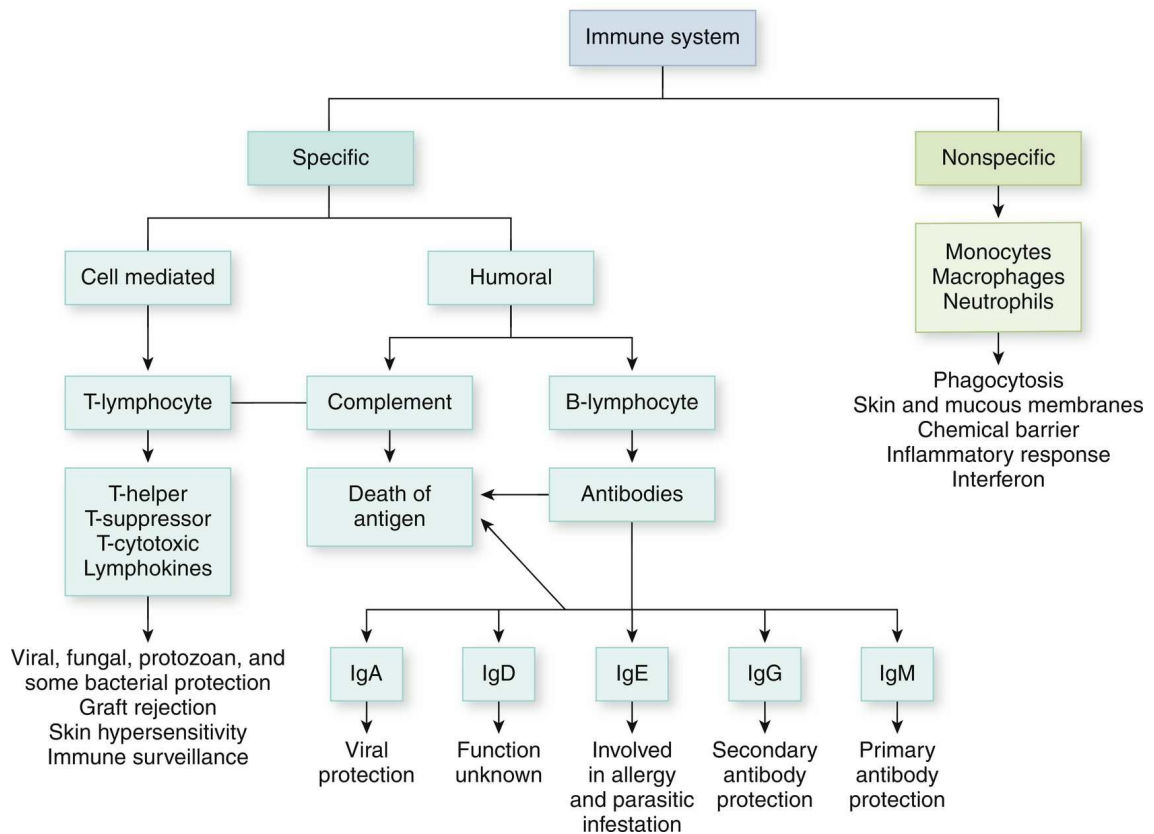 Immune system
Specific
Nonspecific
Cell mediated
Humoral
Monocytes
Macrophages
Neutrophils
T-lymphocyte
Complement
B-lymphocyte
Phagocytosis
Skin and mucous membranes
Chemical barrier
Inflammatory response
Interferon
T-helper
T-suppressor
T-cytotoxic
Lymphokines
Death of
antigen
Antibodies
Viral, fungal, protozoan, and
some bacterial protection
Graft rejection
Skin hypersensitivity
Immune surveillance
IgA
IgD
IgE
IgG
IgM
Viral
protection
Function
unknown
Involved
in allergy
and parasitic
infestation
Secondary
antibody
protection
Primary
antibody
protection